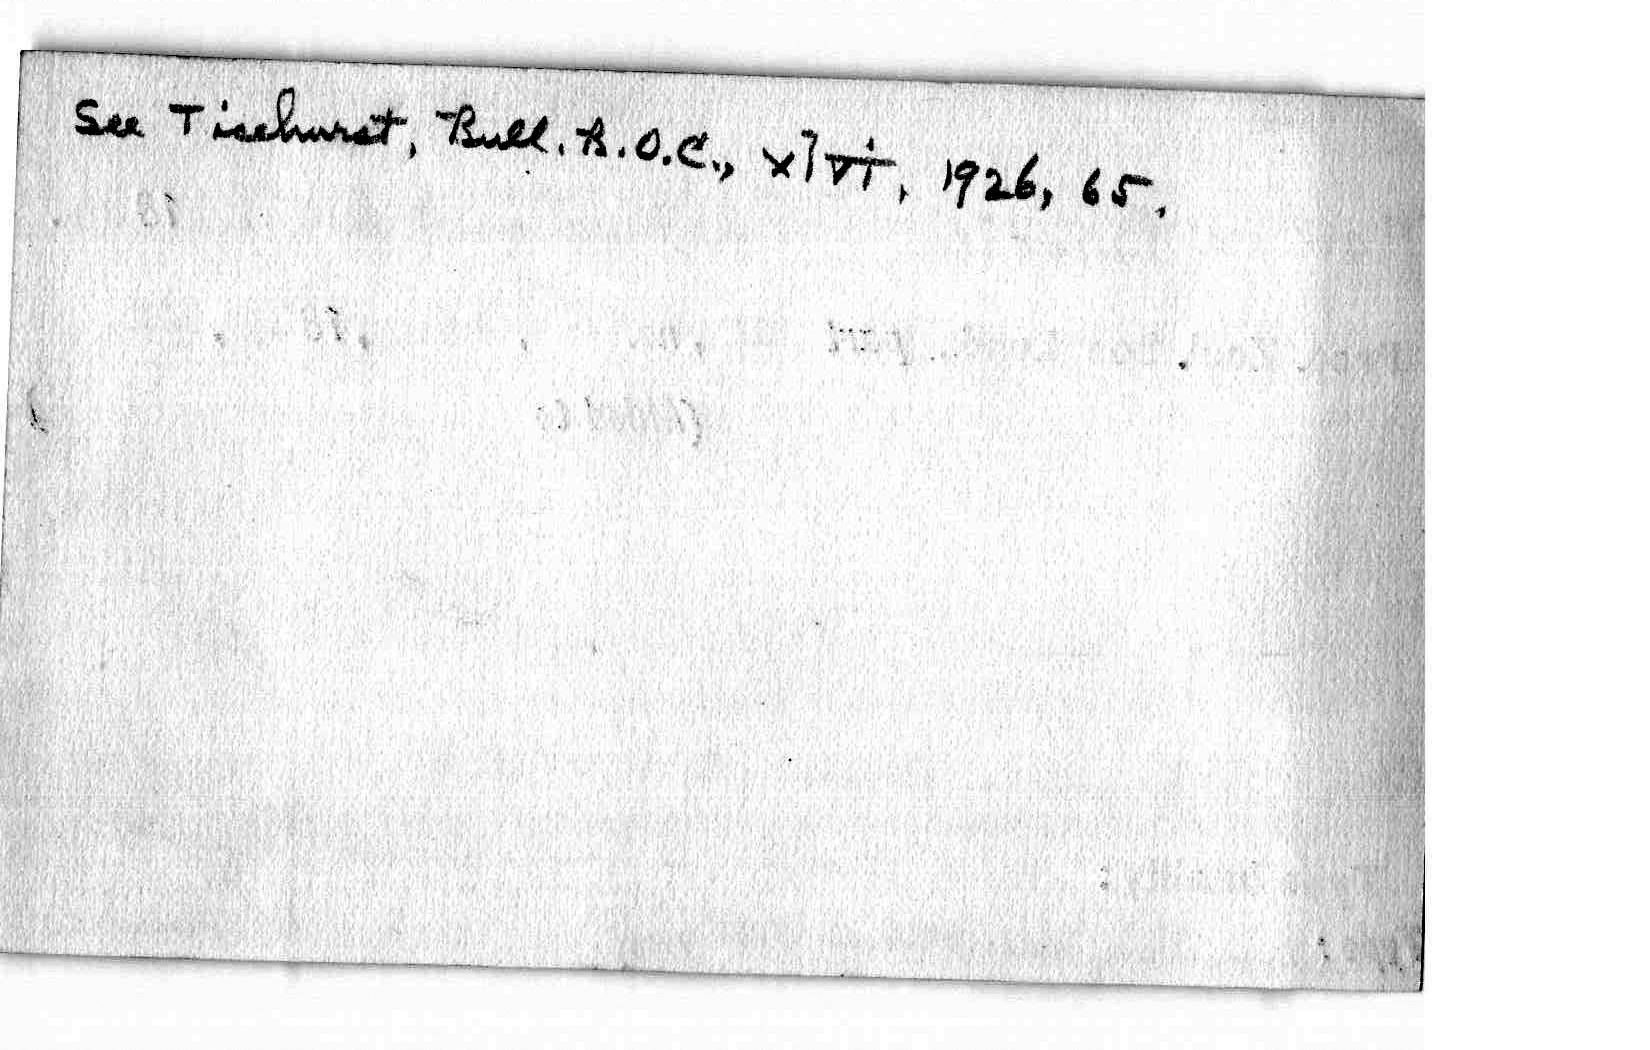 See Ticehurst, Bull. B.O.C., xlvi, 1926, 65.